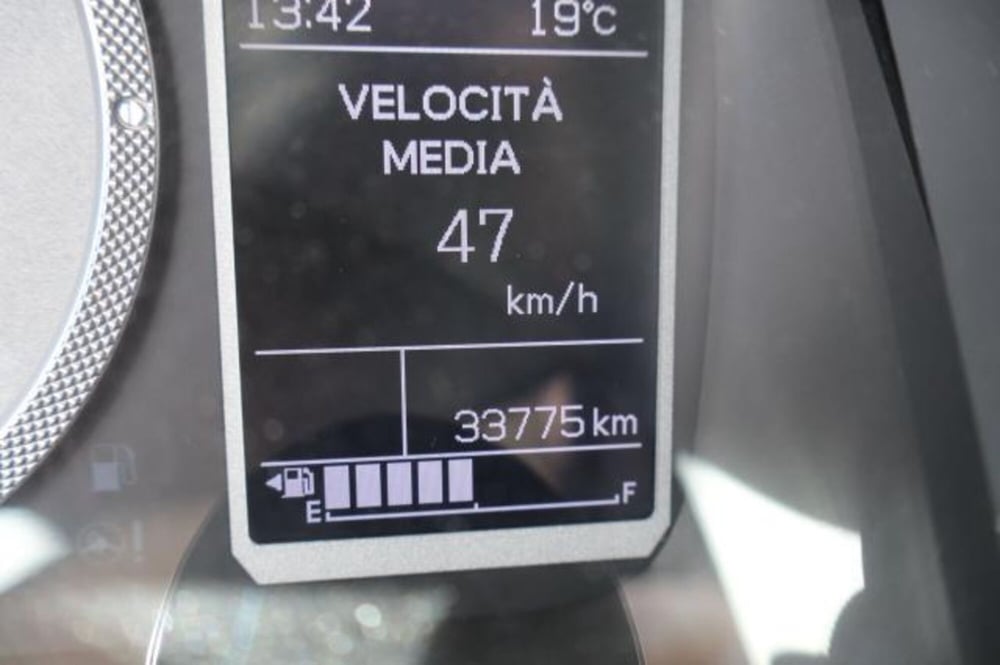 13:42 19°C
VELOCITÀ
MEDIA
47
km/h
33775 km
E F